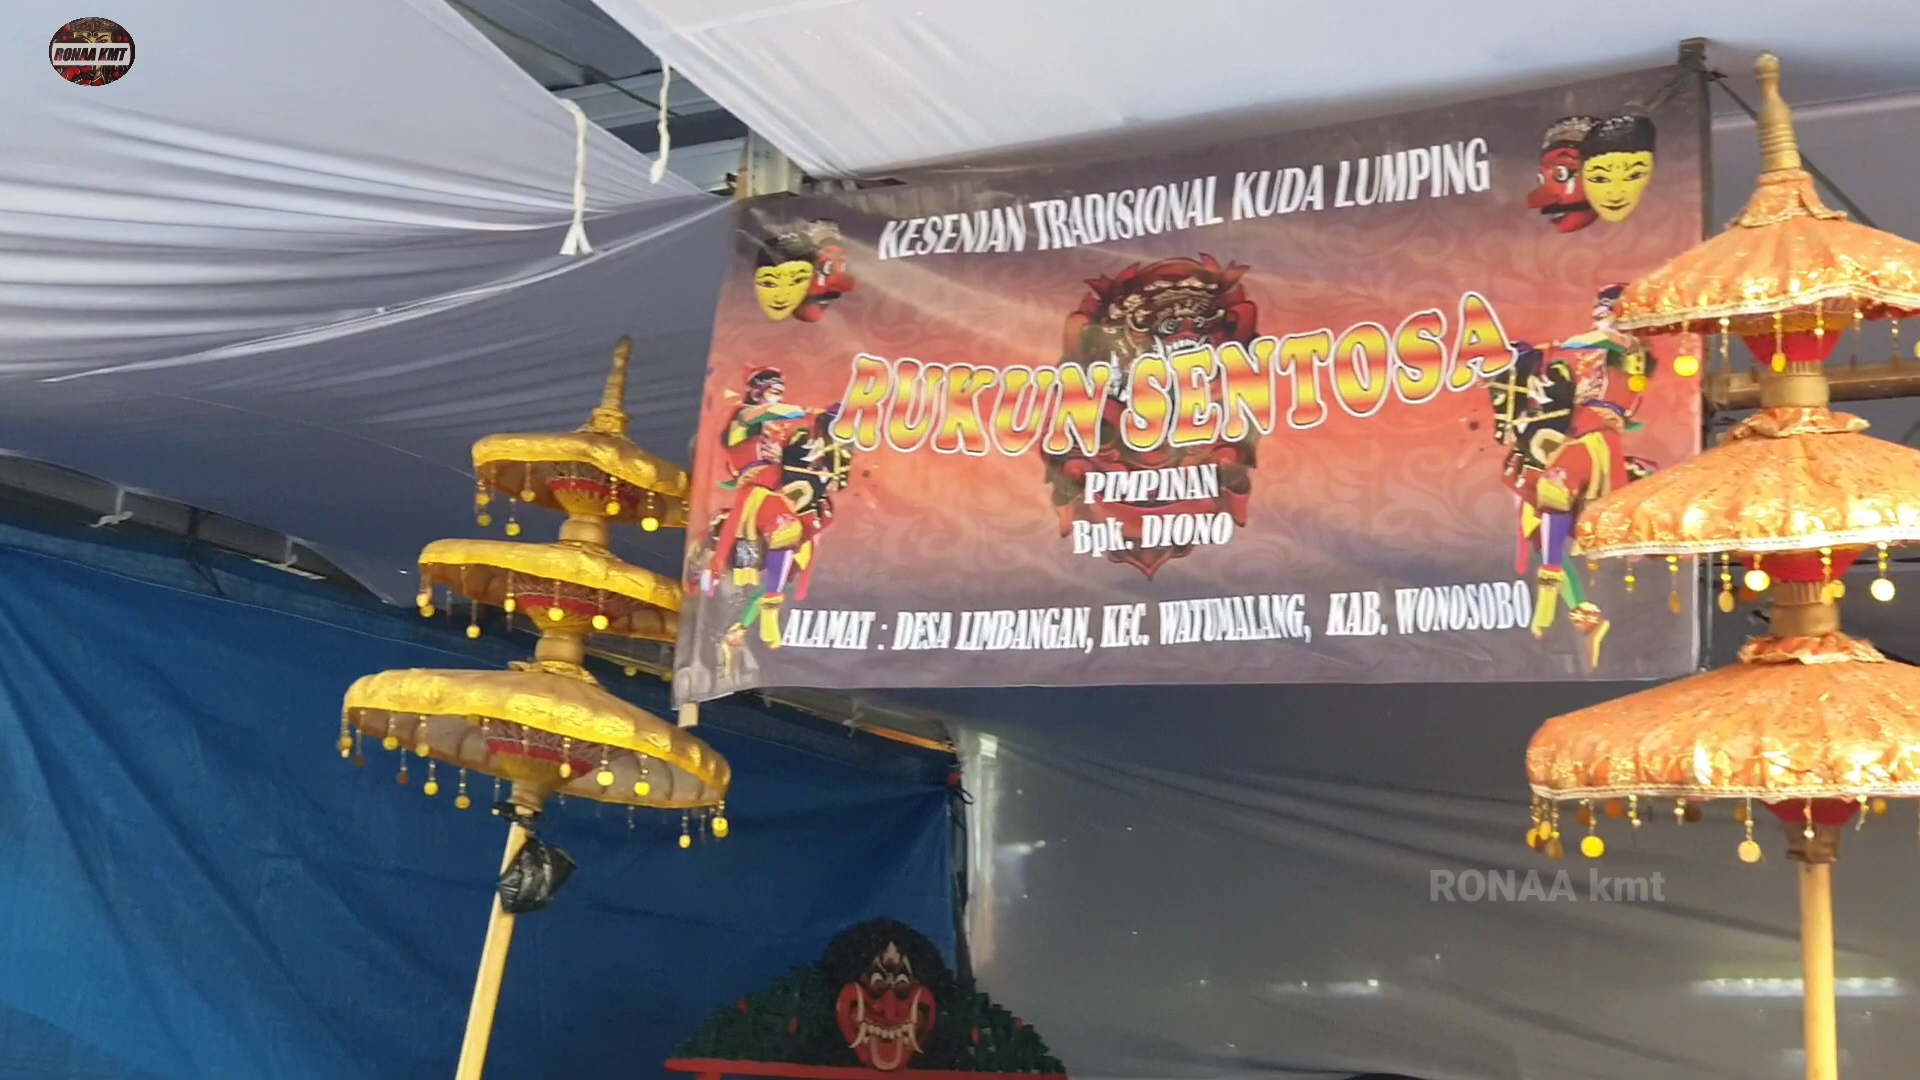 RONAA KMT
KESENIAN TRADISIONAL KUDA LUMPING
RUKUN SENTOSA
PIMPINAN
Bpk. DIONO
ALAMAT : DESA LIMBANGAN, KEC. WATUMALANG, KAB. WONOSOBO
RONAA kmt